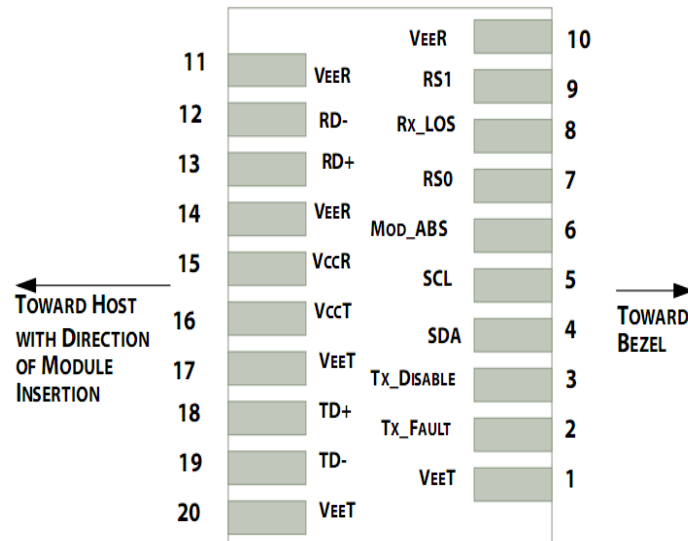 VEER 10
11 VEER
RS1 9
12 RD-
RX_LOS 8
13 RD+
RS0 7
14 VEER
MOD_ABS 6
15 VCCR
SCL 5
TOWARD HOST
WITH DIRECTION
OF MODULE
INSERTION
16 VCCT
SDA 4
TOWARD
BEZEL
17 VEET
TX_DISABLE 3
18 TD+
TX_FAULT 2
19 TD-
VEET 1
20 VEET